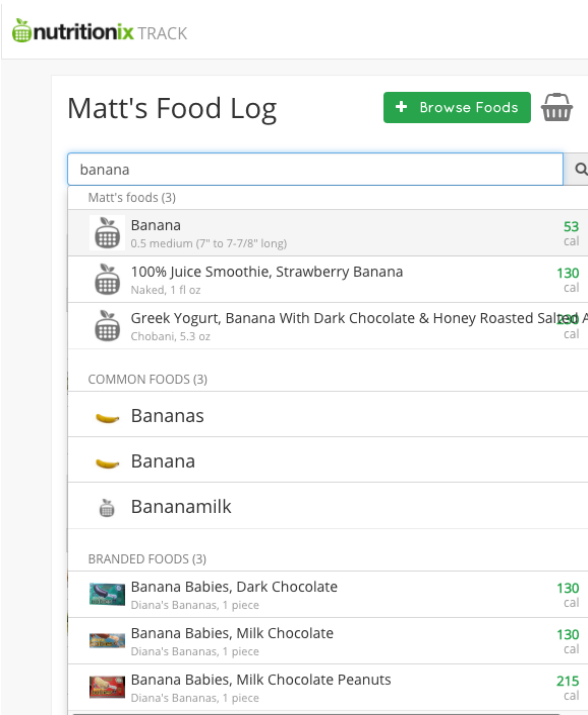 nutritionix TRACK
Matt's Food Log
+ Browse Foods
banana
Matt's foods (3)
Banana
53
0.5 medium (7" to 7-7/8" long)
cal
100% Juice Smoothie, Strawberry Banana
130
Naked, 1 fl oz
cal
Greek Yogurt, Banana With Dark Chocolate & Honey Roasted Salted A
Chobani, 5.3 oz
cal
COMMON FOODS (3)
Bananas
Banana
Bananamilk
BRANDED FOODS (3)
Banana Babies, Dark Chocolate
130
Diana's Bananas, 1 piece
cal
Banana Babies, Milk Chocolate
130
Diana's Bananas, 1 piece
cal
Banana Babies, Milk Chocolate Peanuts
215
Diana's Bananas, 1 piece
cal